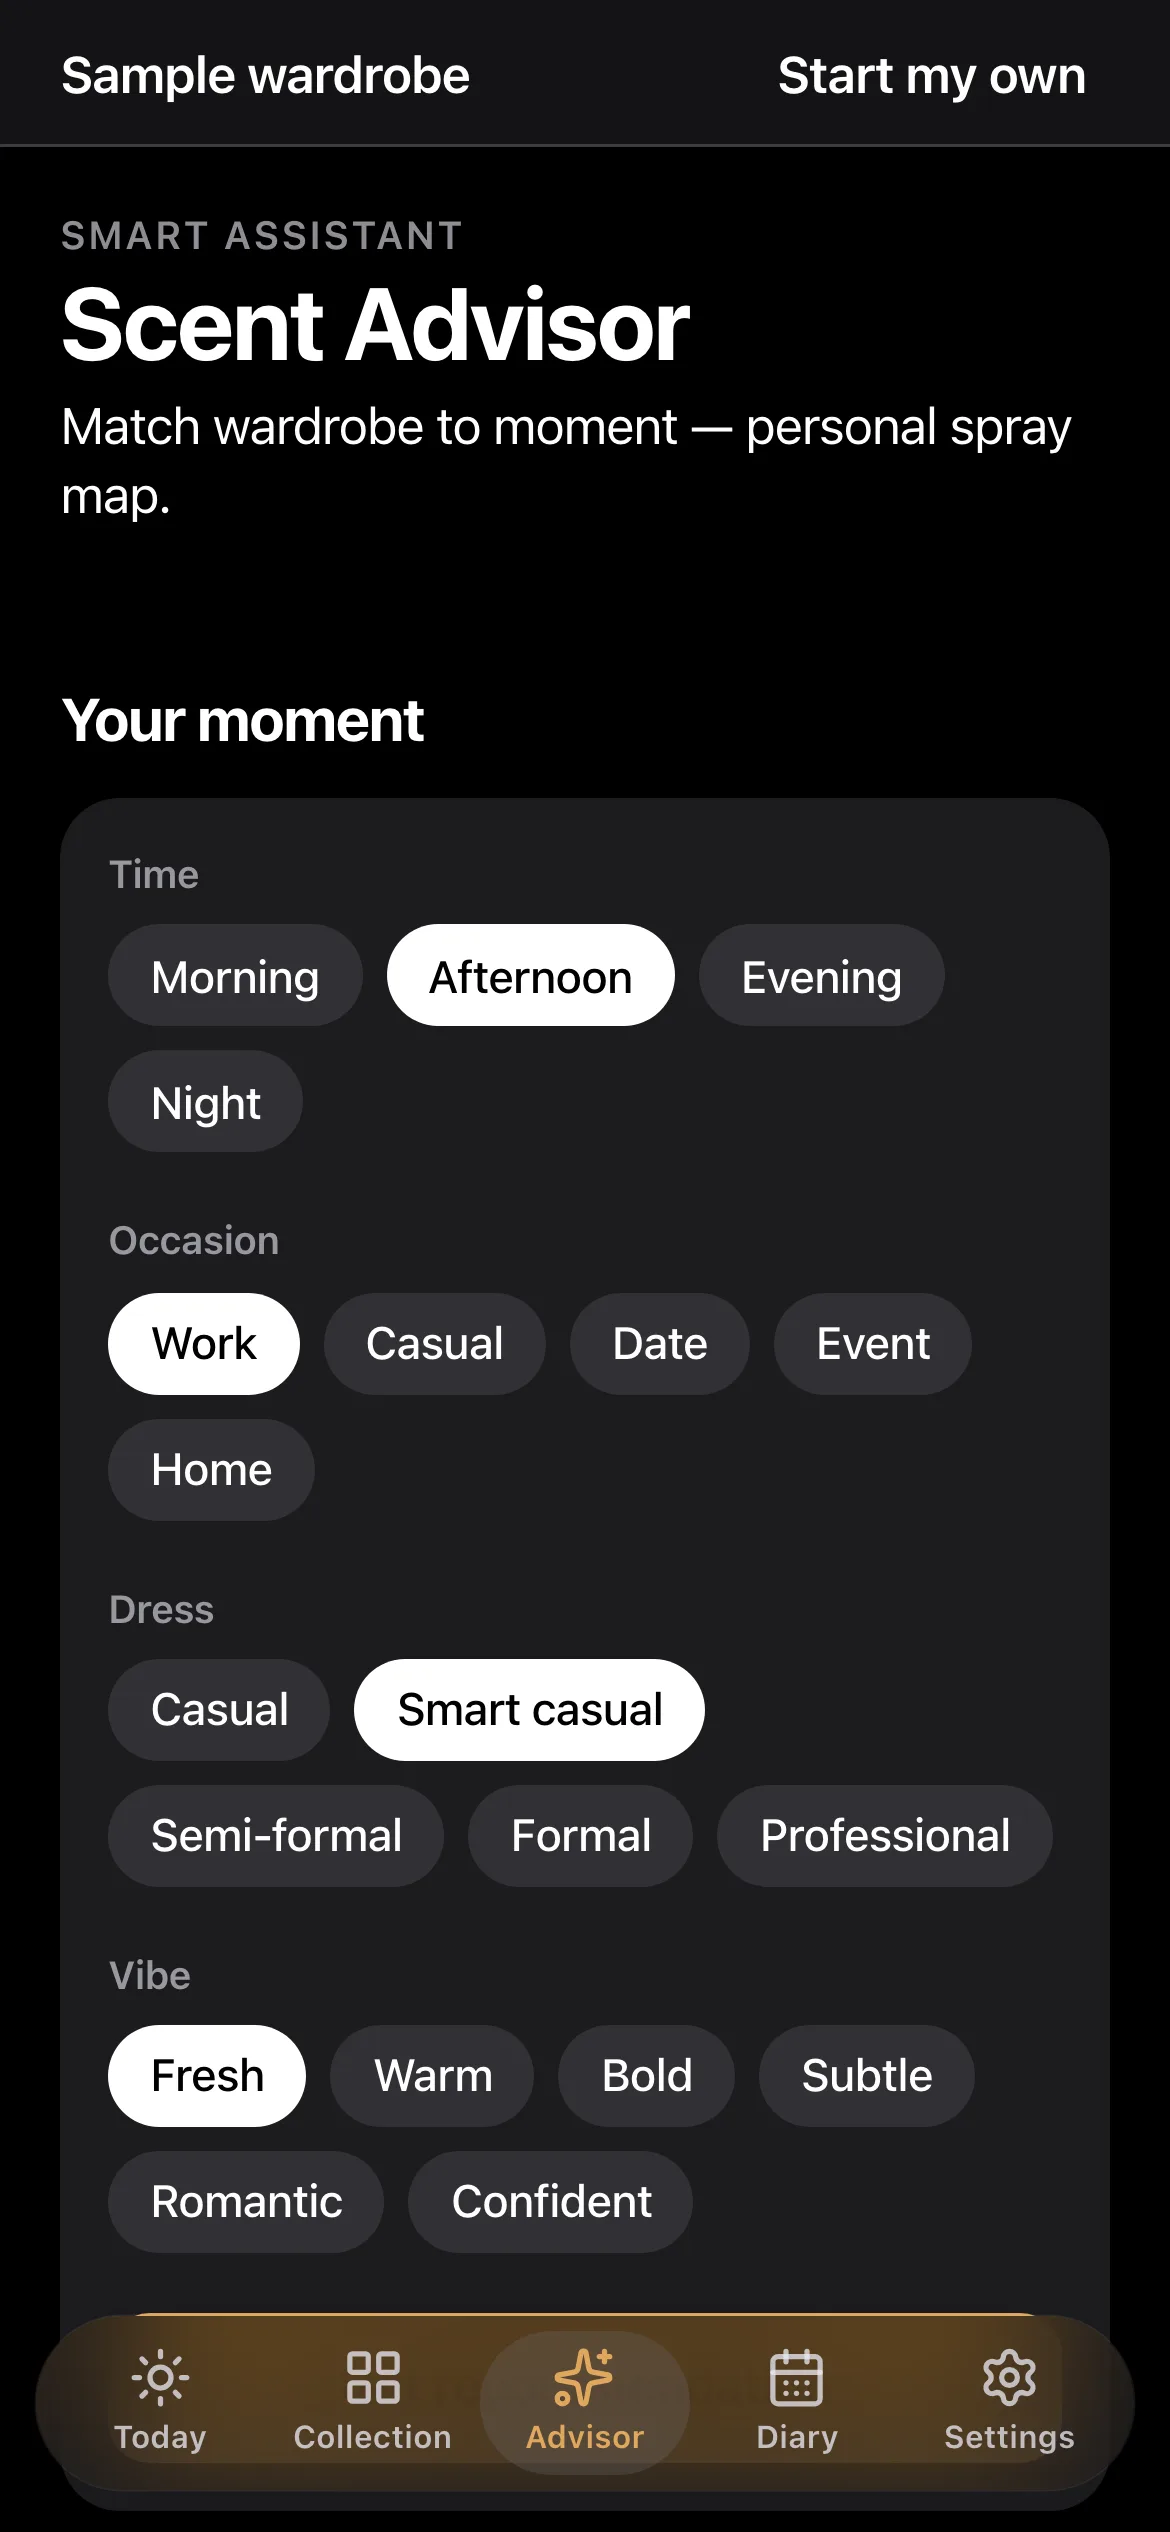 Sample wardrobe Start my own
SMART ASSISTANT
Scent Advisor
Match wardrobe to moment — personal spray
map.
Your moment
Time
Morning Afternoon Evening
Night
Occasion
Work Casual Date Event
Home
Dress
Casual Smart casual
Semi-formal Formal Professional
Vibe
Fresh Warm Bold Subtle
Romantic Confident
Today Collection Advisor Diary Settings